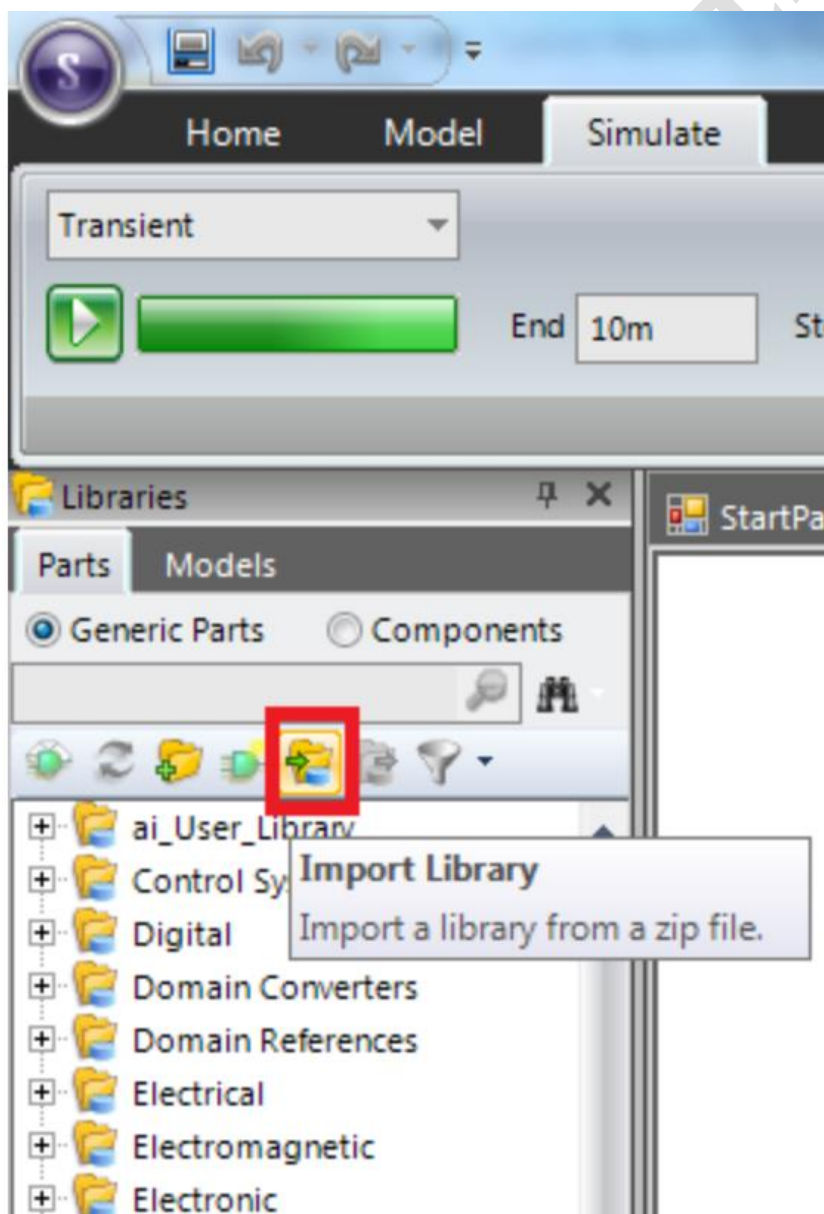 S
Home Model Simulate
Transient
End 10m St
Libraries
StartPa
Parts Models
Generic Parts Components
ai_User_Library
Control Sy
Import Library
Import a library from a zip file.
Digital
Domain Converters
Domain References
Electrical
Electromagnetic
Electronic